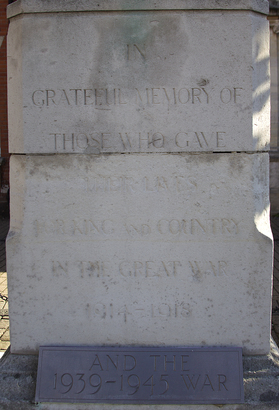 IN
GRATEFUL MEMORY OF
THOSE WHO GAVE
THEIR LIVES
FOR KING AND COUNTRY
IN THE GREAT WAR
1914-1918
AND THE
1939-1945 WAR